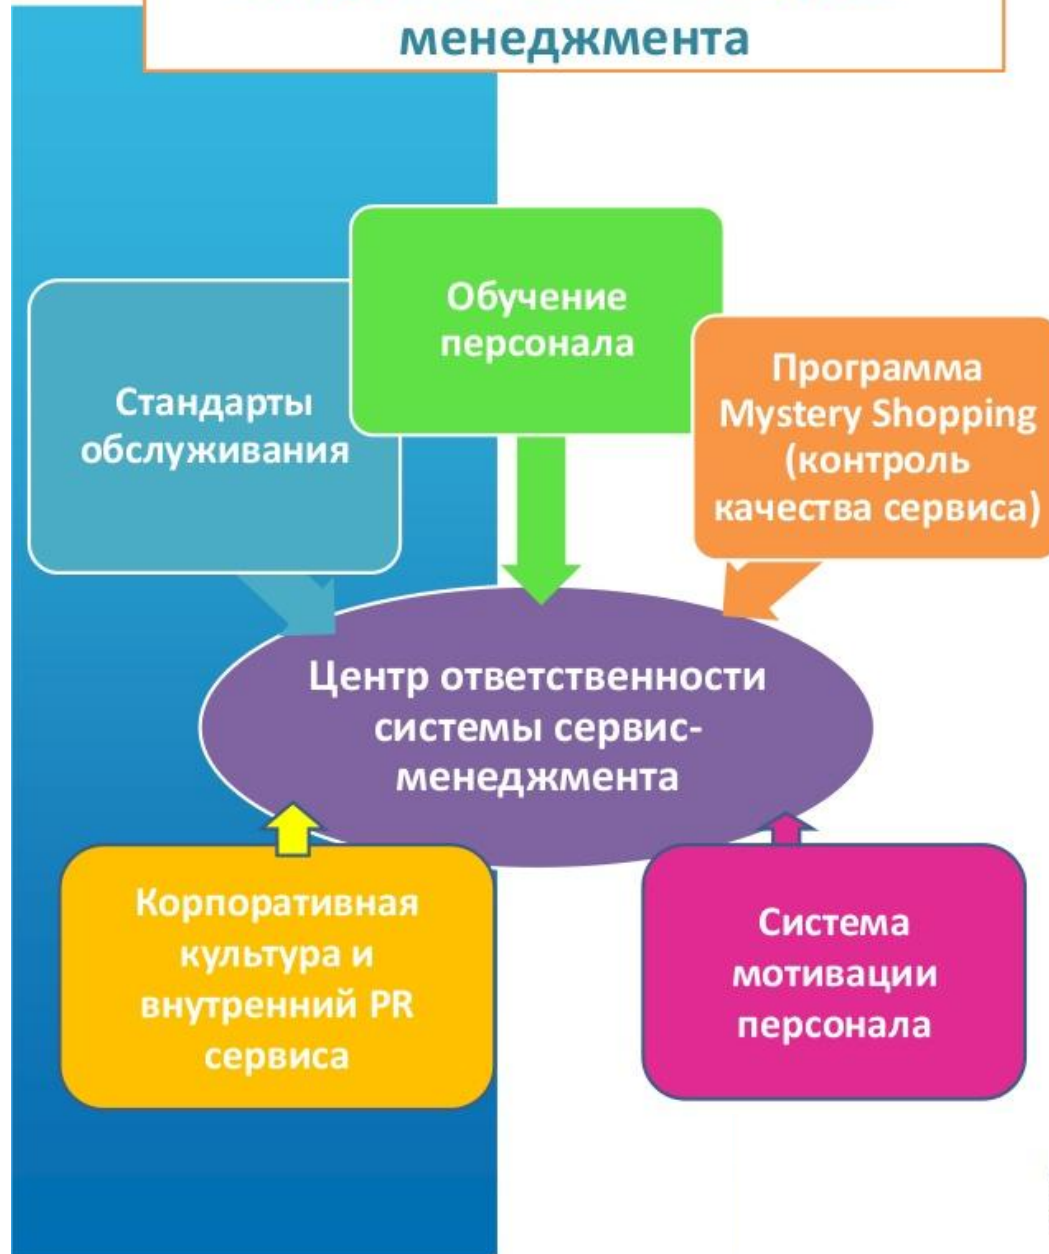 менеджмента
Обучение
персонала
Стандарты
обслуживания
Программа
Mystery Shopping
(контроль
качества сервиса)
Центр ответственности
системы сервис-
менеджмента
Корпоративная
культура и
внутренний PR
сервиса
Система
мотивации
персонала